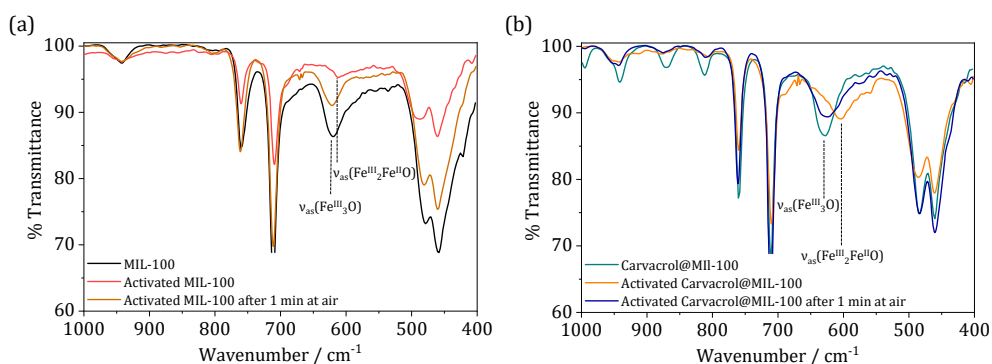 (a)
100
90
80
70
60
% Transmittance
1000 900 800 700 600 500 400
Wavenumber / cm⁻¹
νas(Feᴵᴵᴵ₂FeᴵᴵO)
νas(Feᴵᴵᴵ₃O)
MIL-100
Activated MIL-100
Activated MIL-100 after 1 min at air
(b)
100
90
80
70
60
% Transmittance
1000 900 800 700 600 500 400
Wavenumber / cm⁻¹
νas(Feᴵᴵᴵ₃O)
νas(Feᴵᴵᴵ₂FeᴵᴵO)
Carvacrol@MIl-100
Activated Carvacrol@MIL-100
Activated Carvacrol@MIL-100 after 1 min at air